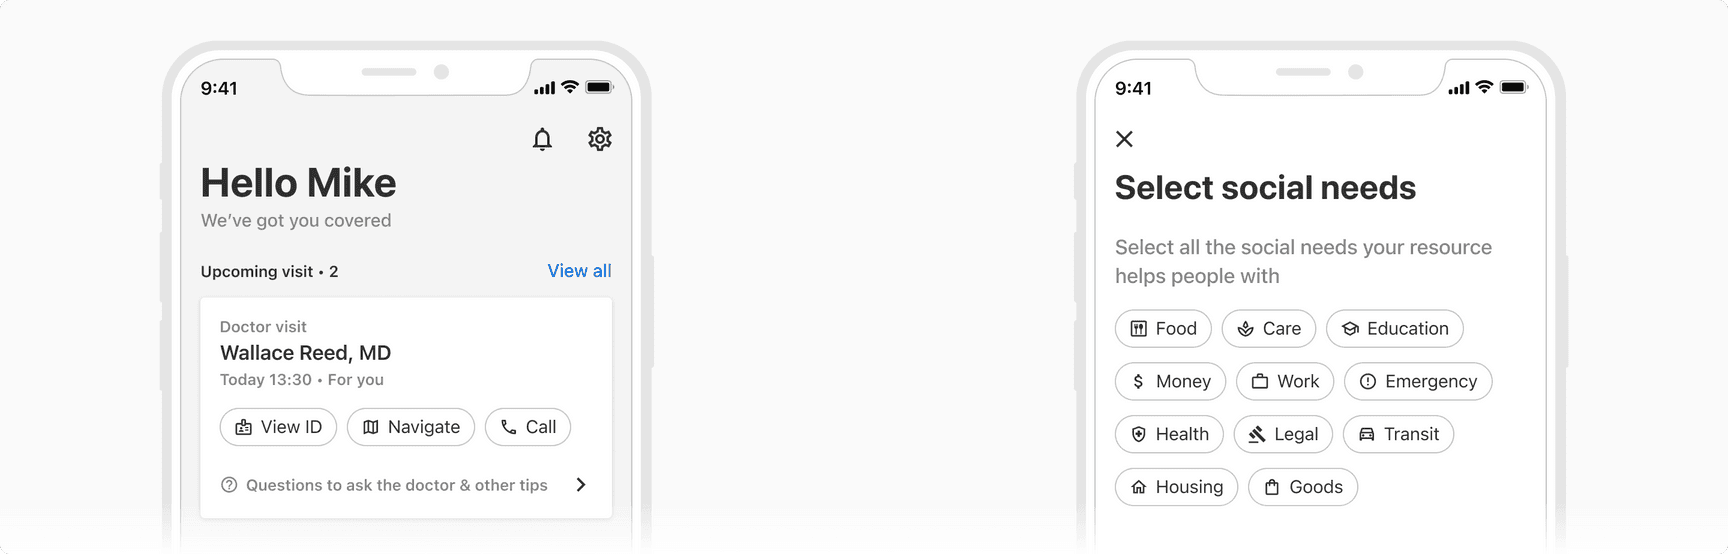 9:41
Hello Mike
We've got you covered
Upcoming visit • 2
View all
Doctor visit
Wallace Reed, MD
Today 13:30 • For you
View ID
Navigate
Call
Questions to ask the doctor & other tips
9:41
Select social needs
Select all the social needs your resource
helps people with
Food
Care
Education
Money
Work
Emergency
Health
Legal
Transit
Housing
Goods